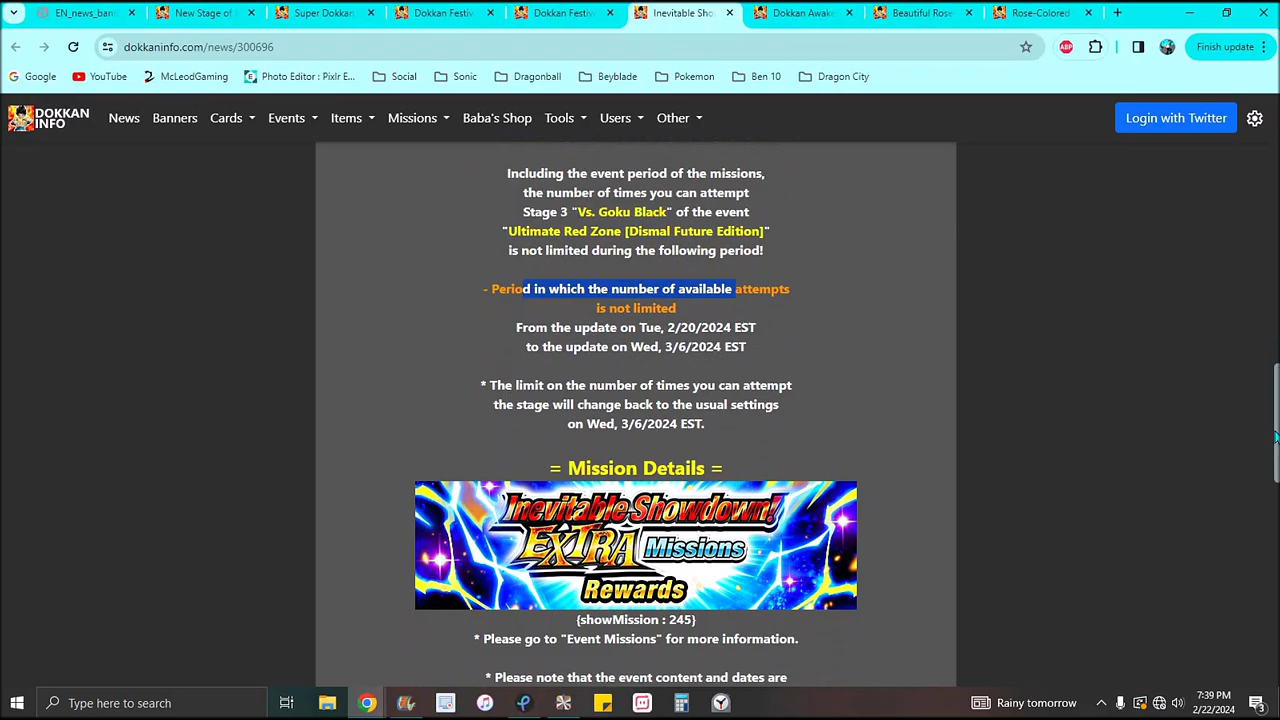 EN_news_ban
New Stage of
Super Dokkan
Dokkan Festiv
Dokkan Festiv
Inevitable Sho
Dokkan Awake
Beautiful Rose
Rose-Colored
dokkaninfo.com/news/300696
ABP
Finish update
Google
YouTube
McLeodGaming
Photo Editor : Pixlr E...
Social
Sonic
Dragonball
Beyblade
Pokemon
Ben 10
Dragon City
DOKKAN
INFO
News
Banners
Cards
Events
Items
Missions
Baba's Shop
Tools
Users
Other
Login with Twitter
Including the event period of the missions,
the number of times you can attempt
Stage 3 "Vs. Goku Black" of the event
"Ultimate Red Zone [Dismal Future Edition]"
is not limited during the following period!
- Period in which the number of available attempts
is not limited
From the update on Tue, 2/20/2024 EST
to the update on Wed, 3/6/2024 EST
* The limit on the number of times you can attempt
the stage will change back to the usual settings
on Wed, 3/6/2024 EST.
= Mission Details =
Inevitable Showdown!
EXTRA Missions
Rewards
{showMission : 245}
* Please go to "Event Missions" for more information.
* Please note that the event content and dates are
Type here to search
Rainy tomorrow
7:39 PM
2/22/2024
3